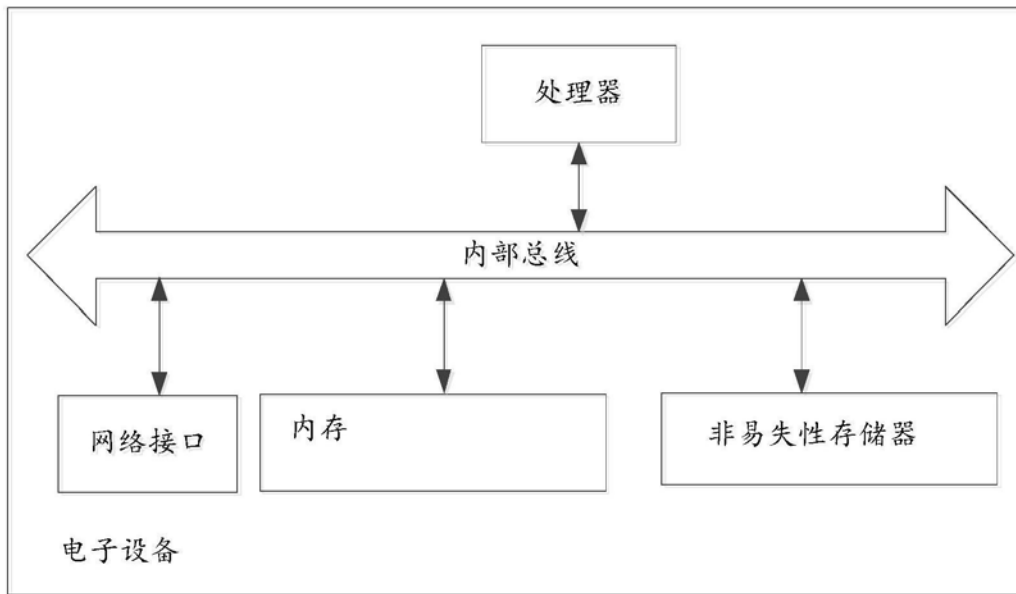 处理器
内部总线
网络接口
内存
非易失性存储器
电子设备